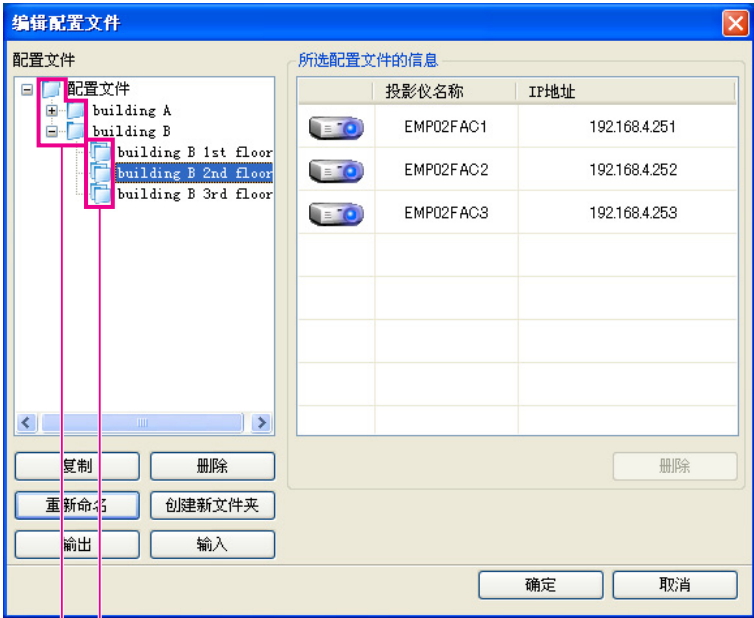 编辑配置文件
配置文件
配置文件
building A
building B
building B 1st floor
building B 2nd floor
building B 3rd floor
复制
删除
重新命名
创建新文件夹
输出
输入
所选配置文件的信息
投影仪名称 IP地址
EMP02FAC1 192.168.4.251
EMP02FAC2 192.168.4.252
EMP02FAC3 192.168.4.253
删除
确定
取消